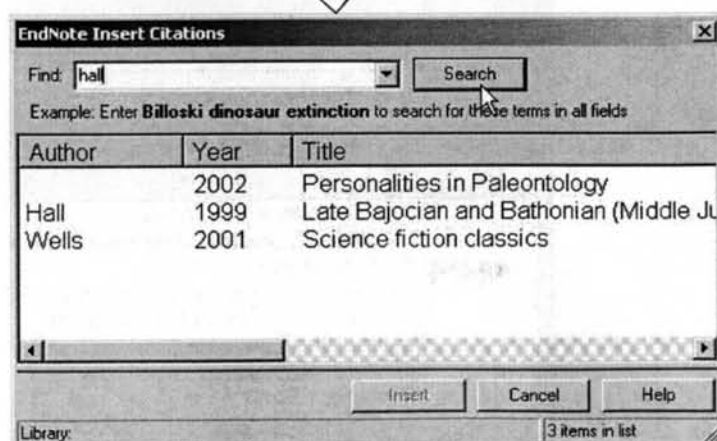 EndNote Insert Citations
Find: hall Search
Example: Enter Billoski dinosaur extinction to search for these terms in all fields
Author Year Title
2002 Personalities in Paleontology
Hall 1999 Late Bajocian and Bathonian (Middle Ju
Wells 2001 Science fiction classics
Insert Cancel Help
Library: 3 items in list